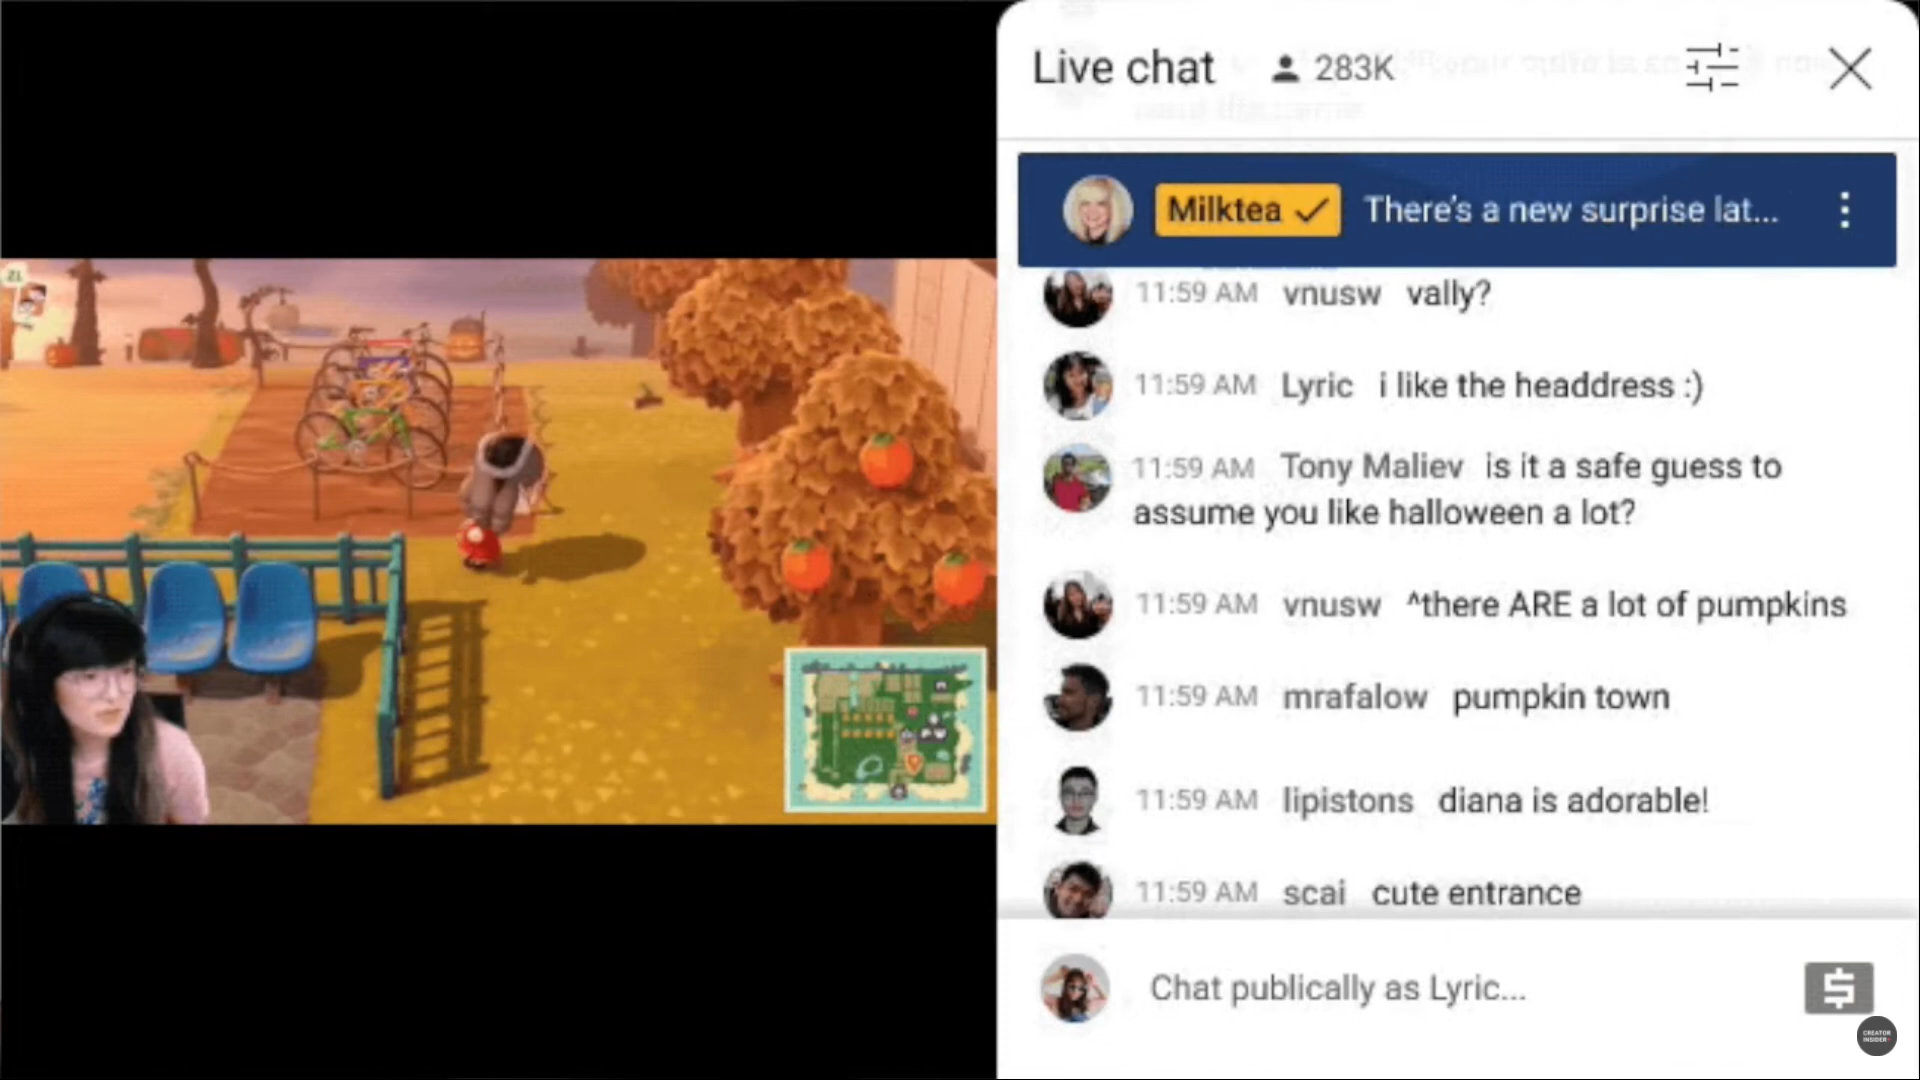 Live chat 283K
Milktea There's a new surprise lat...
11:59 AM vnusw vally?
11:59 AM Lyric i like the headdress :)
11:59 AM Tony Maliev is it a safe guess to
assume you like halloween a lot?
11:59 AM vnusw ^there ARE a lot of pumpkins
11:59 AM mrafalow pumpkin town
11:59 AM lipistons diana is adorable!
11:59 AM scai cute entrance
Chat publically as Lyric...
CREATOR
INSIDER
ZL